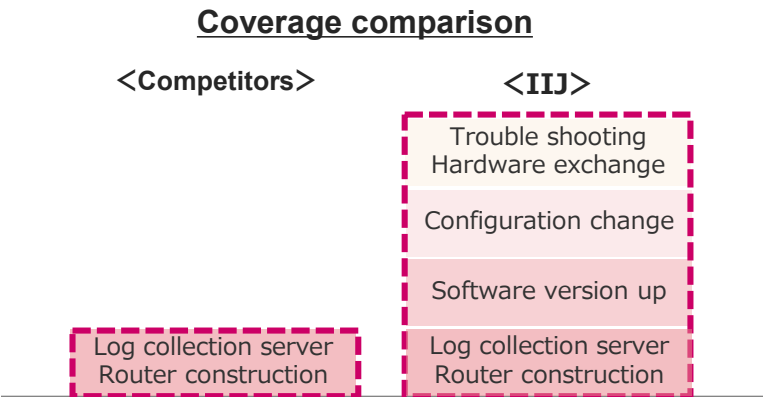 Coverage comparison
＜Competitors＞
＜IIJ＞
Trouble shooting
Hardware exchange
Configuration change
Software version up
Log collection server
Router construction
Log collection server
Router construction